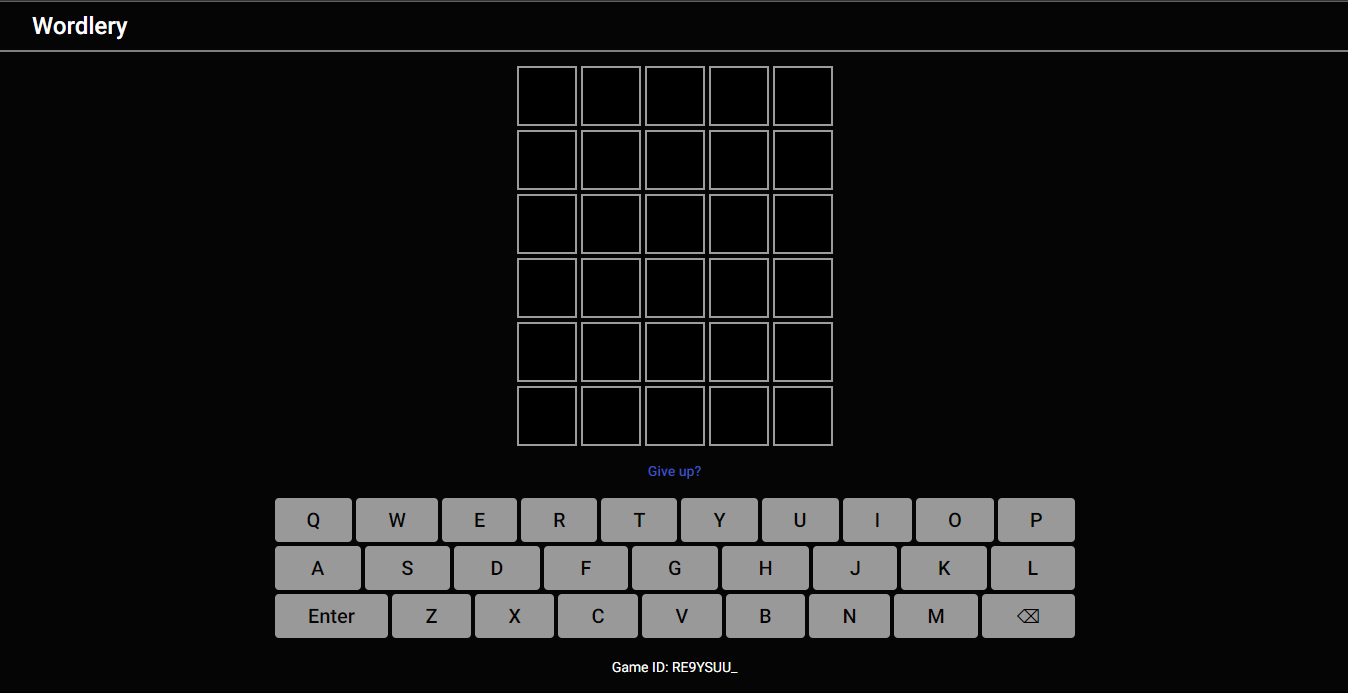 Wordlery
Give up?
Q W E R T Y U I O P
A S D F G H J K L
Enter Z X C V B N M ⌫
Game ID: RE9YSUU_